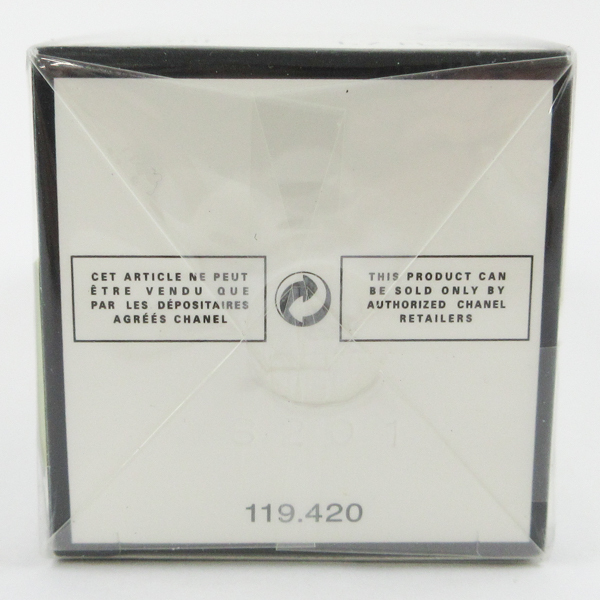 CET ARTICLE NE PEUT
ÊTRE VENDU QUE
PAR LES DÉPOSITAIRES
AGRÉÉS CHANEL
THIS PRODUCT CAN
BE SOLD ONLY BY
AUTHORIZED CHANEL
RETAILERS
119.420